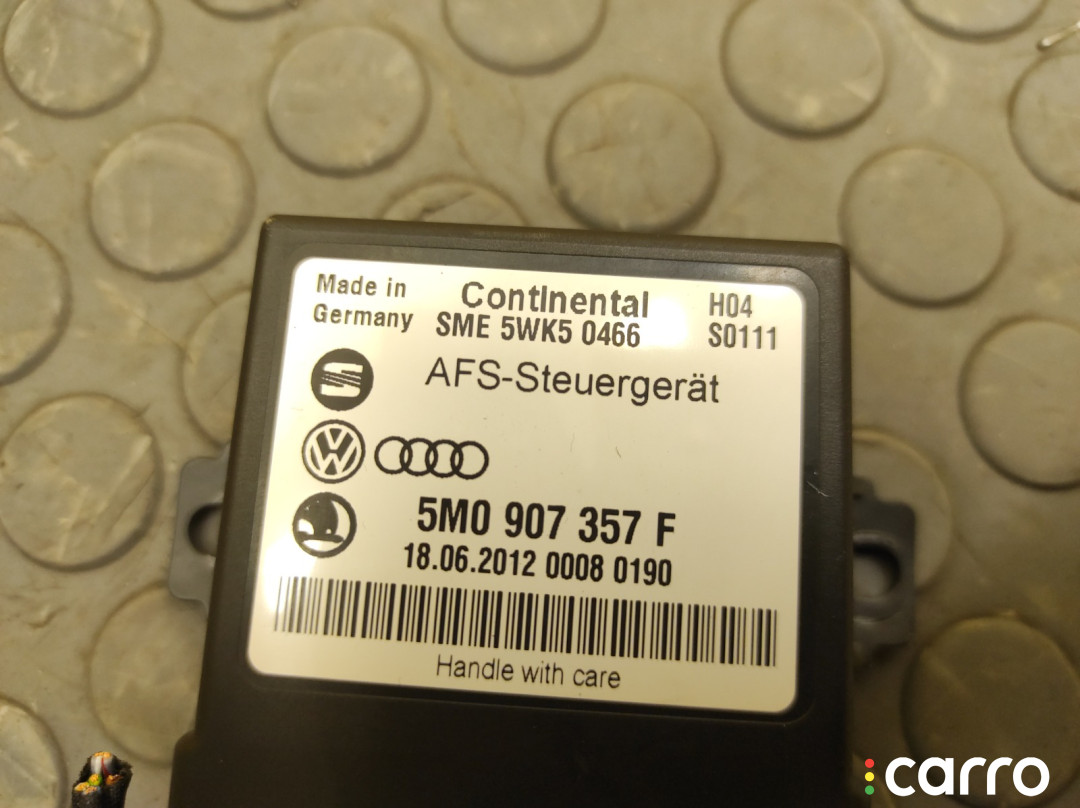 Made in
Germany
Continental
SME 5WK5 0466
H04
S0111
AFS-Steuergerät
5M0 907 357 F
18.06.2012 0008 0190
Handle with care
carro